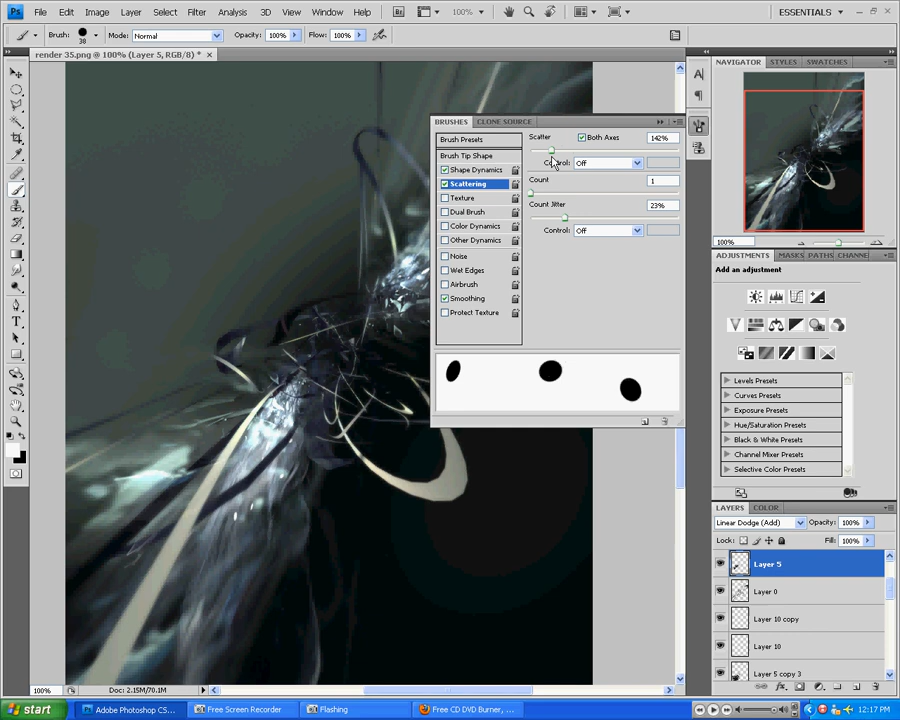 Ps File Edit Image Layer Select Filter Analysis 3D View Window Help Br 100% ESSENTIALS
Brush: 38 Mode: Normal Opacity: 100% Flow: 100%
render 35.png @ 100% (Layer 5, RGB/8) *
NAVIGATOR STYLES SWATCHES
100%
BRUSHES CLONE SOURCE
Brush Presets
Brush Tip Shape
Shape Dynamics
Scattering
Texture
Dual Brush
Color Dynamics
Other Dynamics
Noise
Wet Edges
Airbrush
Smoothing
Protect Texture
Scatter Both Axes 142%
Control: Off
Count 1
Count Jitter 23%
Control: Off
ADJUSTMENTS MASKS PATHS CHANNE
Add an adjustment
Levels Presets
Curves Presets
Exposure Presets
Hue/Saturation Presets
Black & White Presets
Channel Mixer Presets
Selective Color Presets
LAYERS COLOR
Linear Dodge (Add) Opacity: 100%
Lock: Fill: 100%
Layer 5
Layer 0
Layer 10 copy
Layer 10
Layer 5 copy 3
100% Doc: 2.15M/70.1M
start Adobe Photoshop CS... Free Screen Recorder Flashing Free CD DVD Burner, ... 12:17 PM